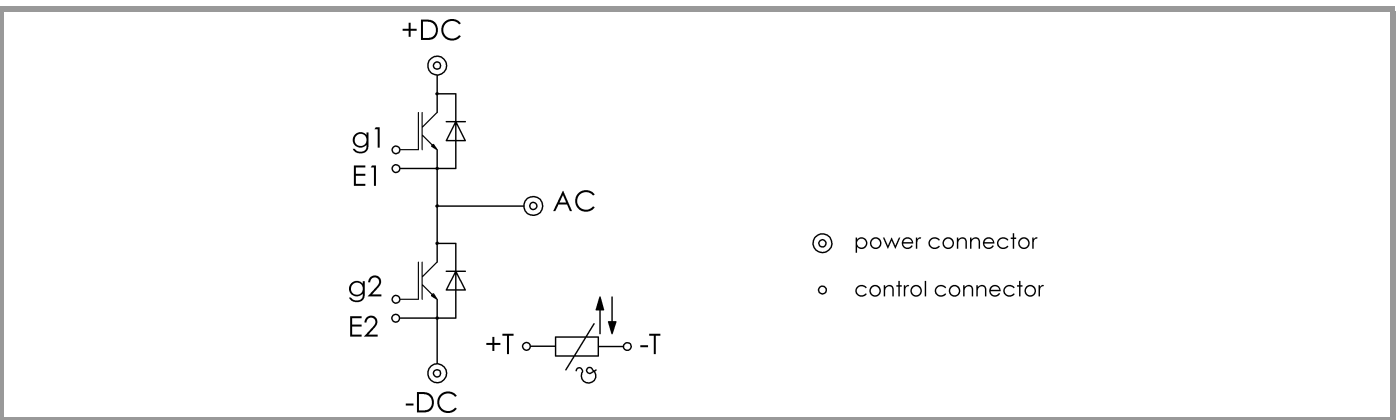 +DC
g1
E1
AC
power connector
g2
control connector
E2
+T
-T
ϑ
-DC